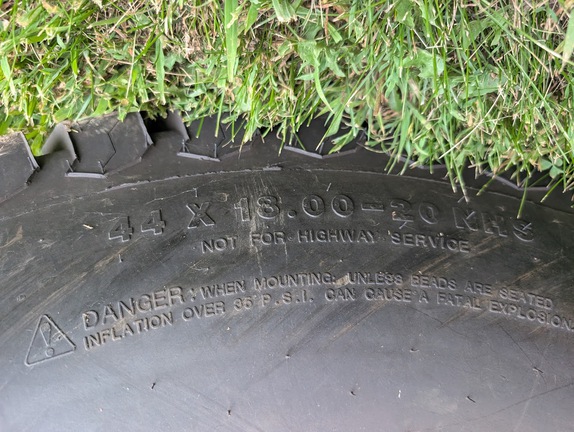 44 X 18.00-20 KHS
NOT FOR HIGHWAY SERVICE
DANGER: WHEN MOUNTING, UNLESS BEADS ARE SEATED
INFLATION OVER 35 P.S.I. CAN CAUSE A FATAL EXPLOSION.